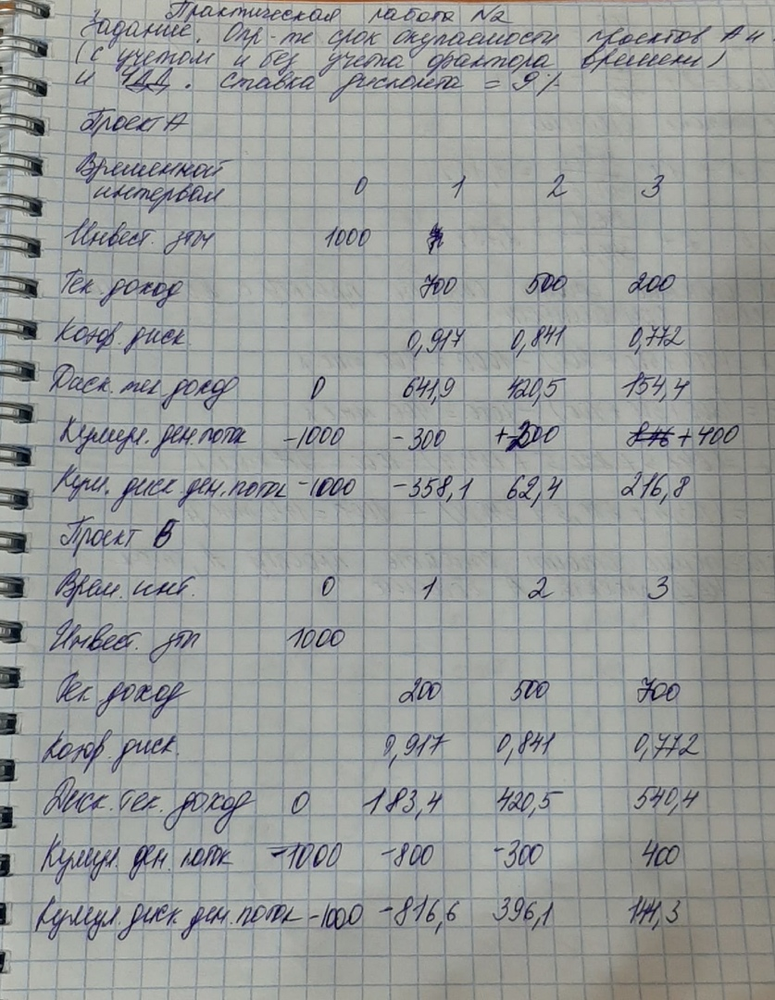 Практическая работа №2
Задание. Опр-те срок окупаемости проектов А и
(с учетом и без учета фактора времени)
и ЧДД. ставка дисконта = 9%
Проект А
Временной
интервал 0 1 2 3
Инвест. зтч 1000
Тек. доход 700 500 200
Коэф. диск. 0,917 0,841 0,772
Диск. тек. доход 0 641,9 420,5 154,4
Кумул. ден. поток -1000 -300 +200 +400
Кум. диск ден. поток -1000 -358,1 62,4 216,8
Проект Б
Врем. инт. 0 1 2 3
Инвест. зтп 1000
Тек доход 200 500 700
Коэф. диск. 0,917 0,841 0,772
Диск. тек. доход 0 183,4 420,5 540,4
Кумул. ден. поток -1000 -800 -300 400
Кумул. диск ден. поток -1000 -816,6 396,1 144,3